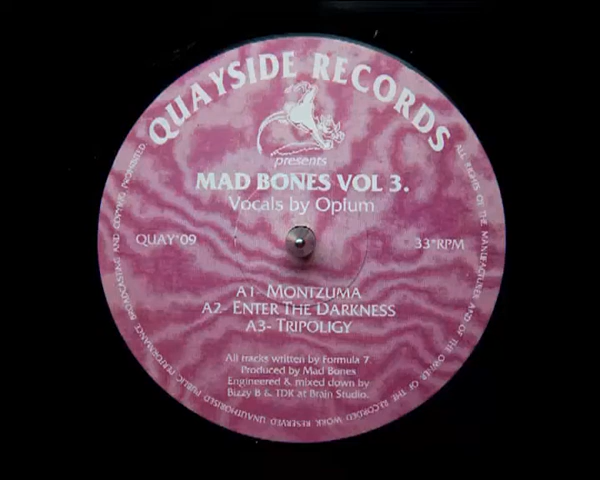 QUAYSIDE RECORDS
presents
MAD BONES VOL 3.
Vocals by Opium
QUAY*09
33*RPM
A1- MONTZUMA
A2- ENTER THE DARKNESS
A3- TRIPOLIGY
All tracks written by Formula 7
Produced by Mad Bones
Engineered & mixed down by
Bizzy B & TDK at Brain Studio.
ALL RIGHTS OF THE MANUFACTURER AND OF THE OWNER OF THE RECORDED WORK RESERVED UNAUTHORISED PUBLIC PERFORMANCE BROADCASTING AND COPYING PROHIBITED.